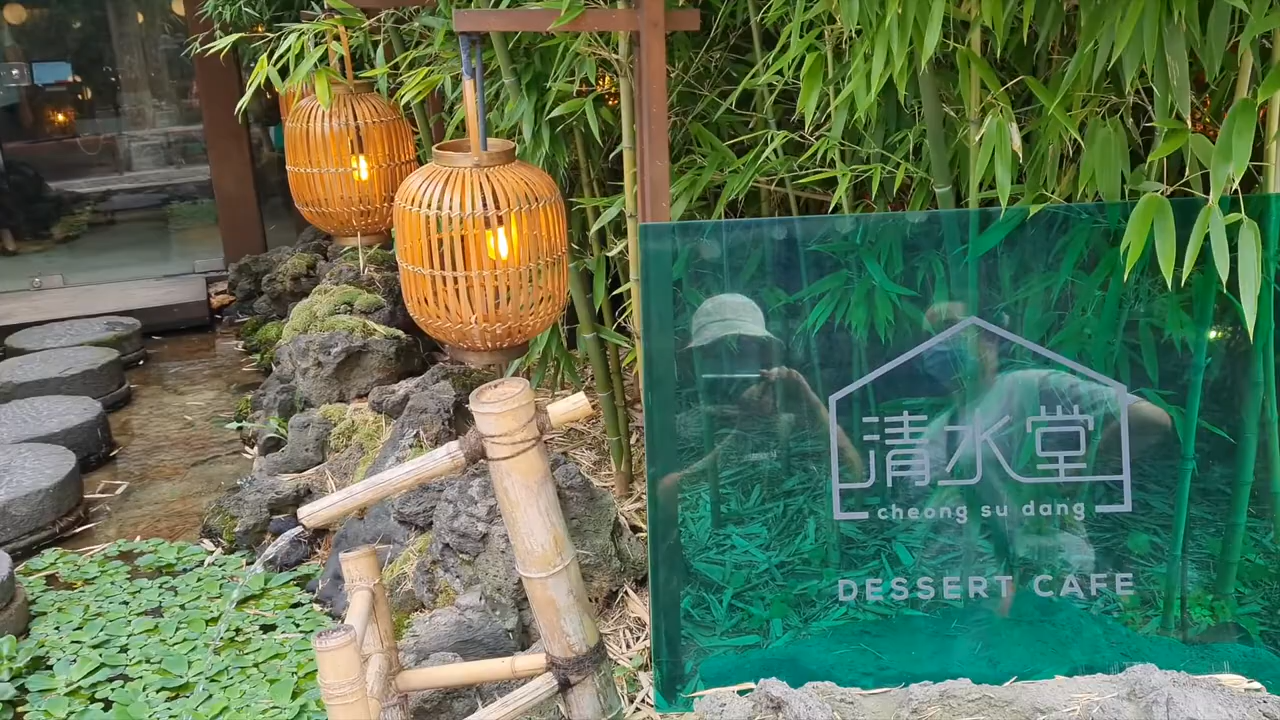 清水堂
cheong su dang
DESSERT CAFE